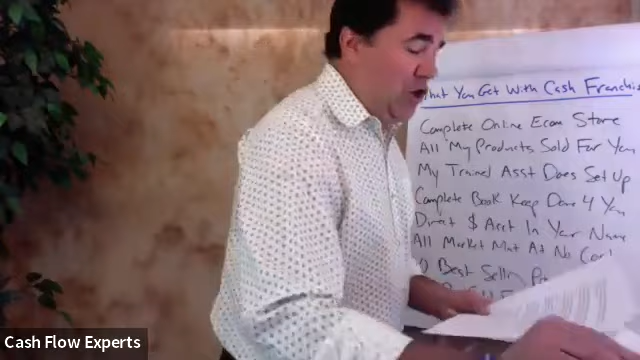 What You Get With Cash Franchis
Complete Online Ecom Store
All My Products Sold For You
My Trained Asst Does Set Up
Complete Book Keep Done 4 You
Direct $ Acct In Your Name
All Market Mat At No Cost
Best Selling
Cash Flow Experts